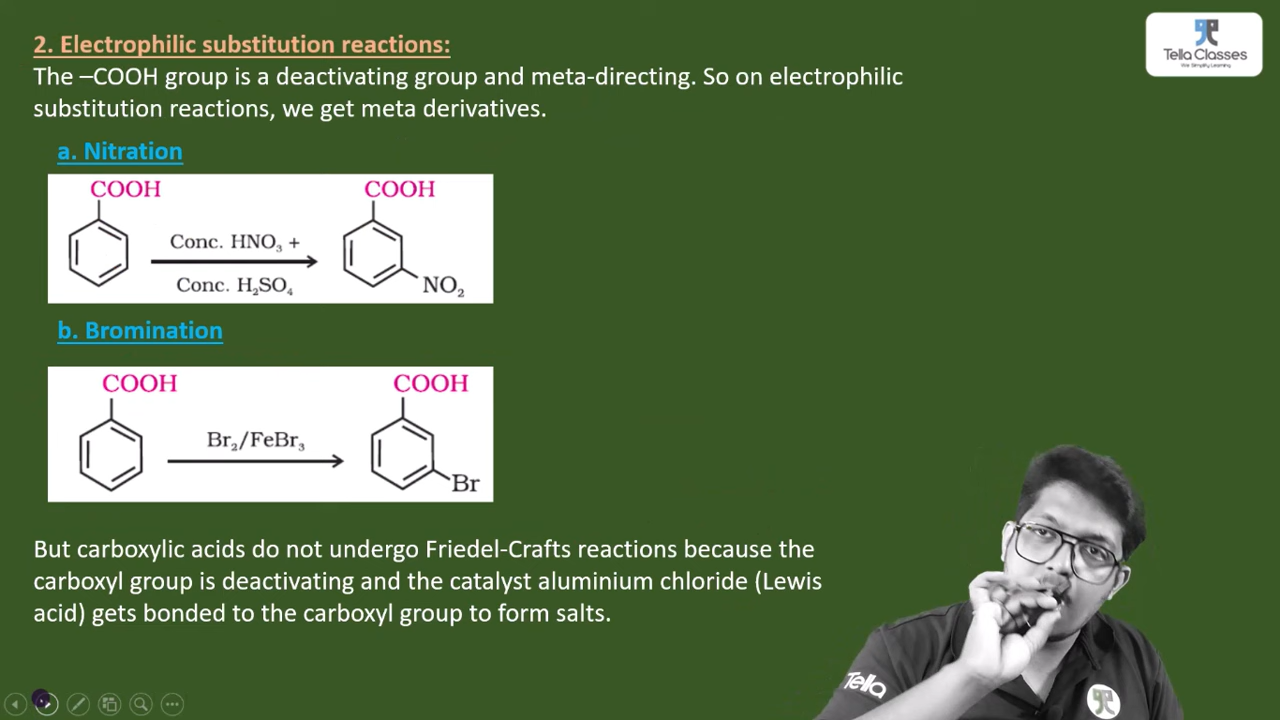 2. Electrophilic substitution reactions:
The –COOH group is a deactivating group and meta-directing. So on electrophilic
substitution reactions, we get meta derivatives.
a. Nitration
COOH
Conc. HNO₃ +
Conc. H₂SO₄
COOH
NO₂
b. Bromination
COOH
Br₂/FeBr₃
COOH
Br
But carboxylic acids do not undergo Friedel-Crafts reactions because the
carboxyl group is deactivating and the catalyst aluminium chloride (Lewis
acid) gets bonded to the carboxyl group to form salts.
Tella Classes
Tella